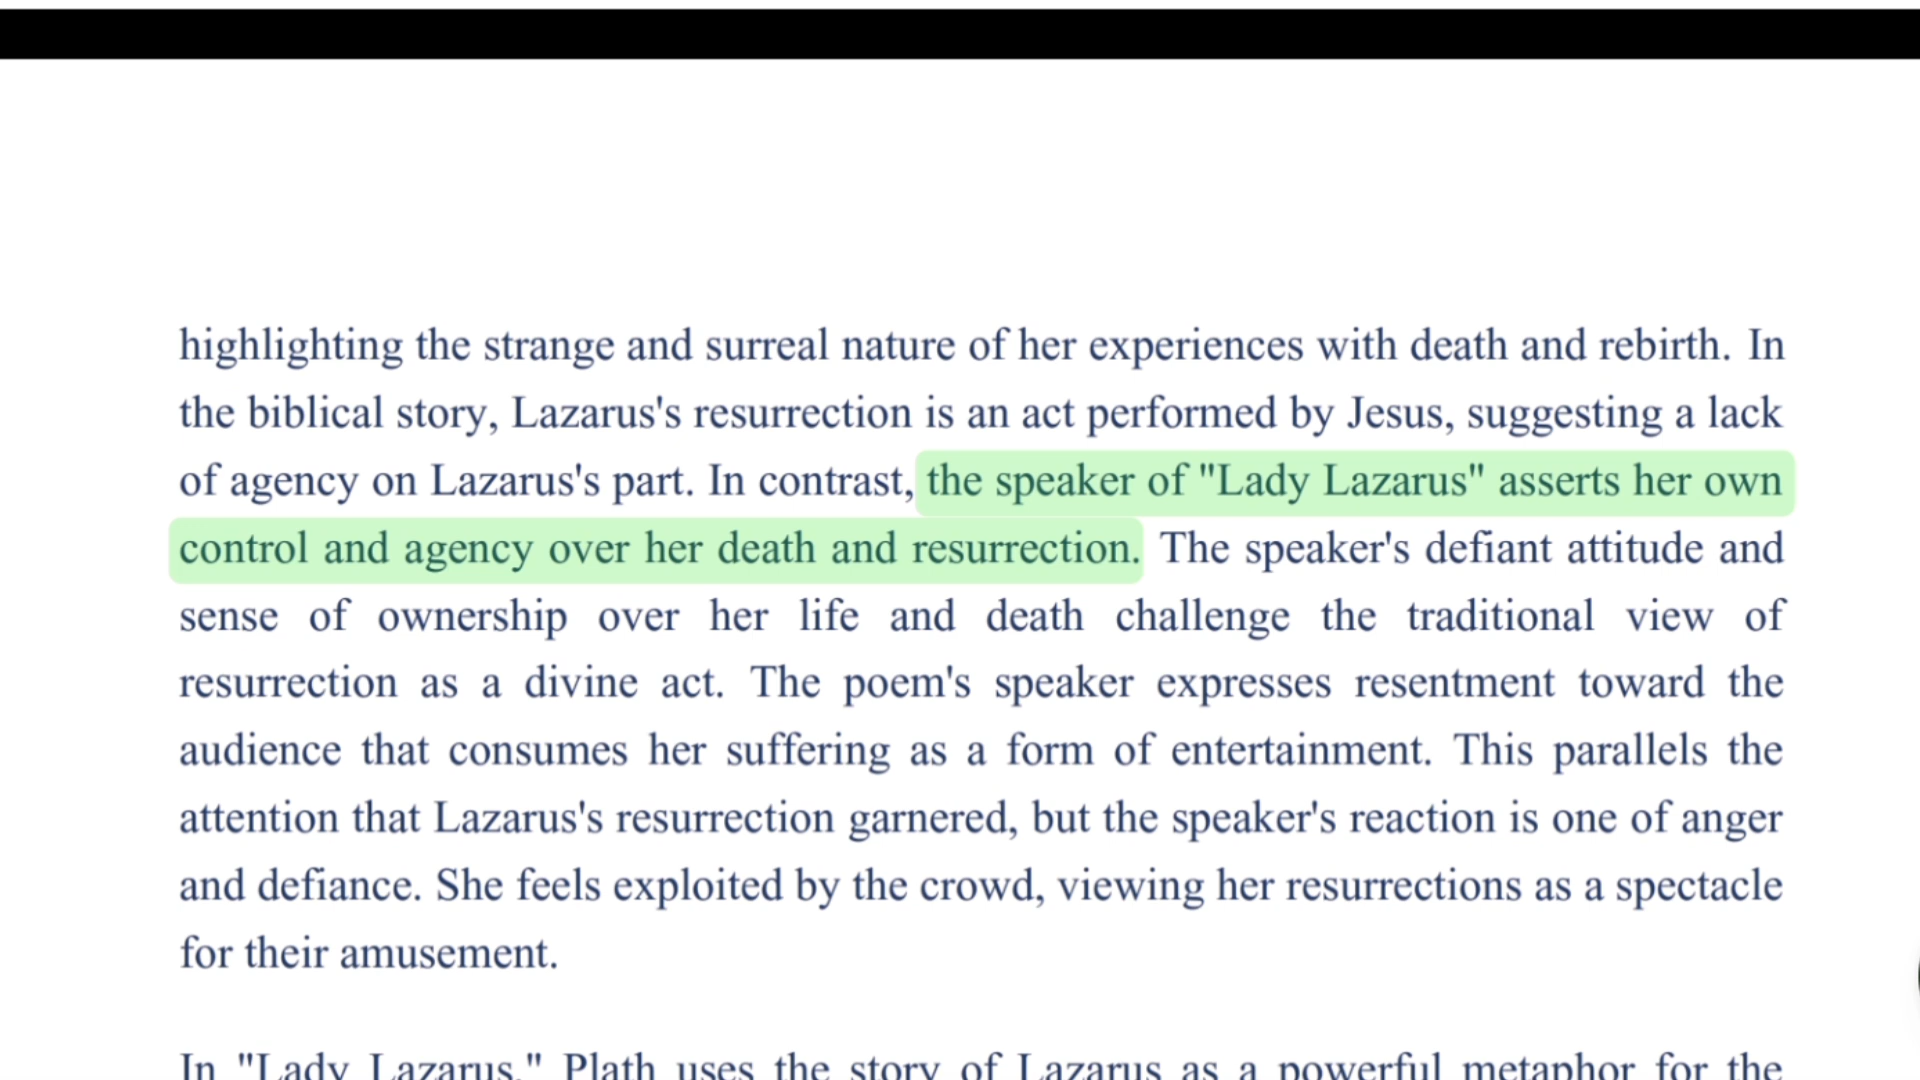 highlighting the strange and surreal nature of her experiences with death and rebirth. In
the biblical story, Lazarus's resurrection is an act performed by Jesus, suggesting a lack
of agency on Lazarus's part. In contrast, the speaker of "Lady Lazarus" asserts her own
control and agency over her death and resurrection. The speaker's defiant attitude and
sense of ownership over her life and death challenge the traditional view of
resurrection as a divine act. The poem's speaker expresses resentment toward the
audience that consumes her suffering as a form of entertainment. This parallels the
attention that Lazarus's resurrection garnered, but the speaker's reaction is one of anger
and defiance. She feels exploited by the crowd, viewing her resurrections as a spectacle
for their amusement.
In "Lady Lazarus," Plath uses the story of Lazarus as a powerful metaphor for the